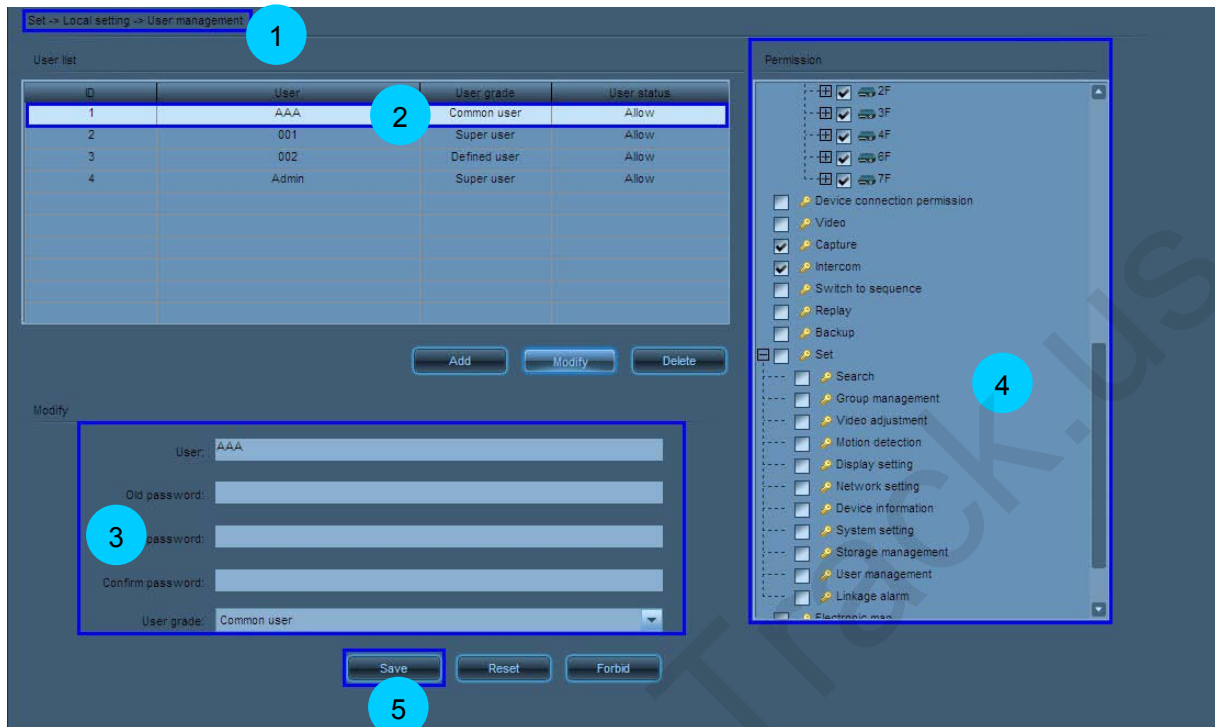 Set -> Local setting -> User management
1
User list
ID User User grade User status
1 AAA Common user Allow
2 001 Super user Allow
3 002 Defined user Allow
4 Admin Super user Allow
2
Add Modify Delete
Modify
User: AAA
Old password:
password:
3
Confirm password:
User grade: Common user
Save Reset Forbid
5
Permission
2F
3F
4F
6F
7F
Device connection permission
Video
Capture
Intercom
Switch to sequence
Replay
Backup
Set
Search
4
Group management
Video adjustment
Motion detection
Display setting
Network setting
Device information
System setting
Storage management
User management
Linkage alarm
Electronic map
Track.us